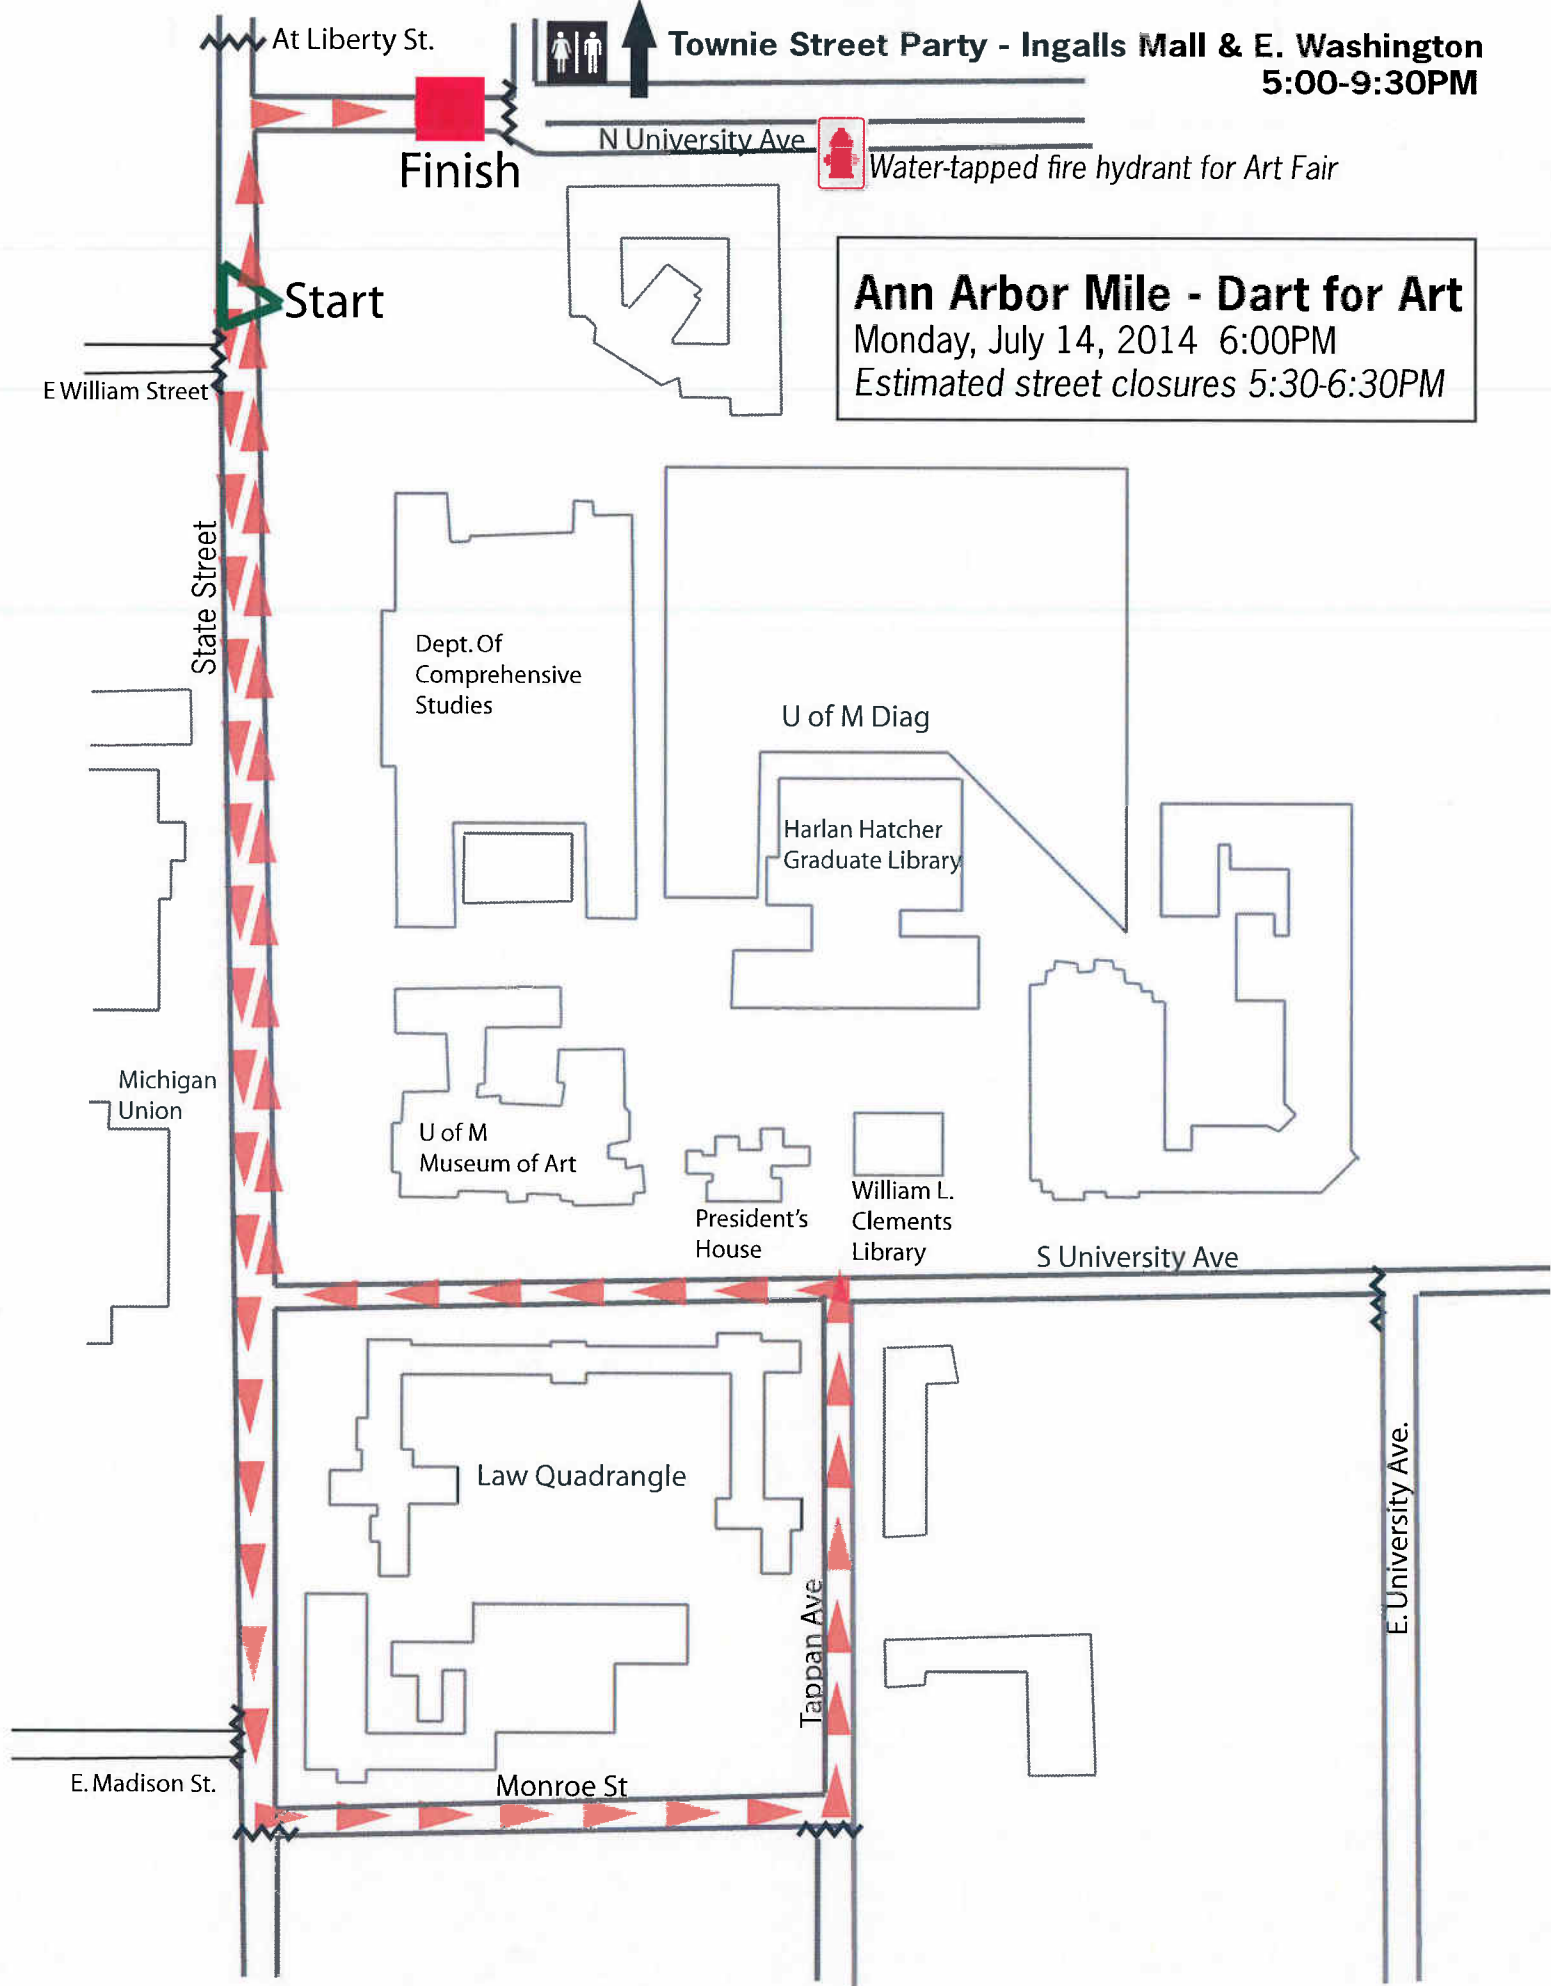 At Liberty St.
Townie Street Party - Ingalls Mall & E. Washington
5:00-9:30PM
N University Ave
Finish
Water-tapped fire hydrant for Art Fair
Ann Arbor Mile - Dart for Art
Monday, July 14, 2014 6:00PM
Estimated street closures 5:30-6:30PM
Start
E William Street
State Street
Dept. Of
Comprehensive
Studies
U of M Diag
Harlan Hatcher
Graduate Library
Michigan
Union
U of M
Museum of Art
President's
House
William L.
Clements
Library
S University Ave
Law Quadrangle
E. University Ave.
Tappan Ave
E. Madison St.
Monroe St